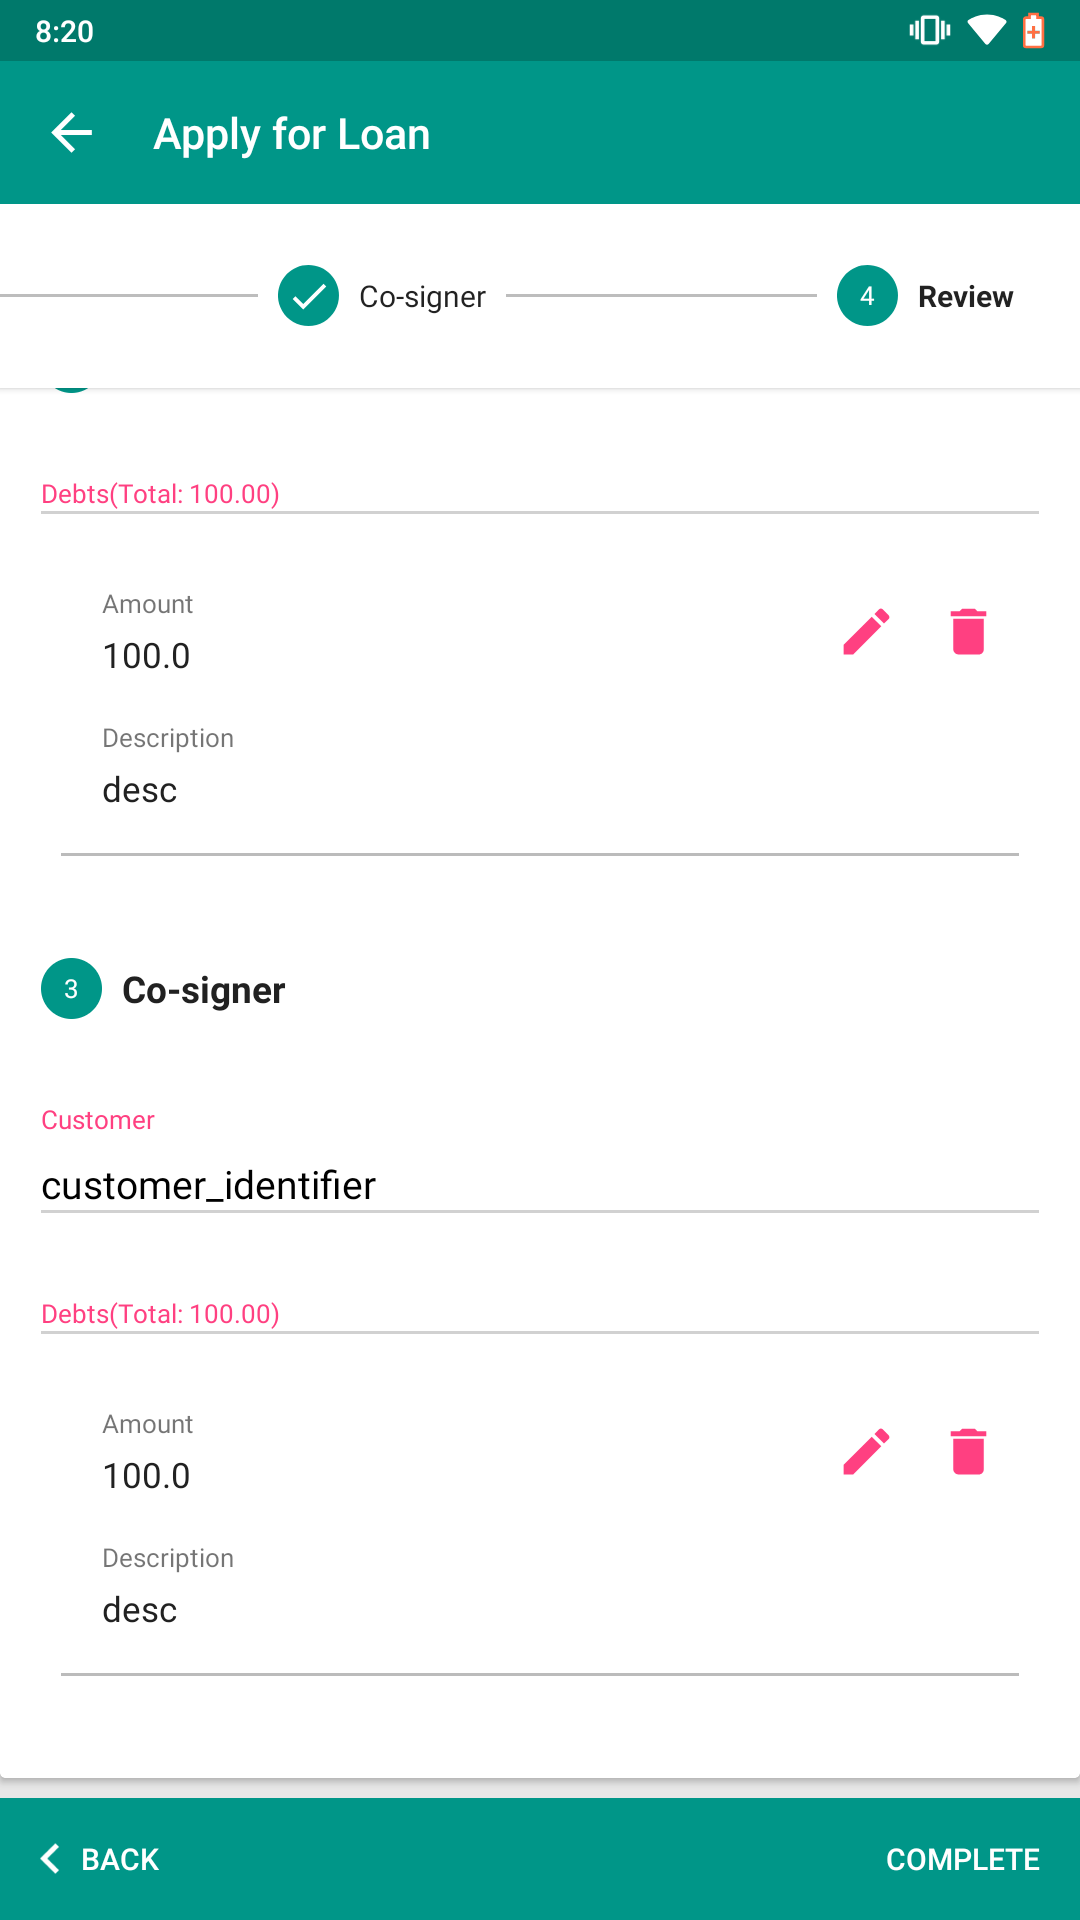 8:20
Apply for Loan
Co-signer
4 Review
Debts(Total: 100.00)
Amount
100.0
Description
desc
3 Co-signer
Customer
customer_identifier
Debts(Total: 100.00)
Amount
100.0
Description
desc
BACK COMPLETE